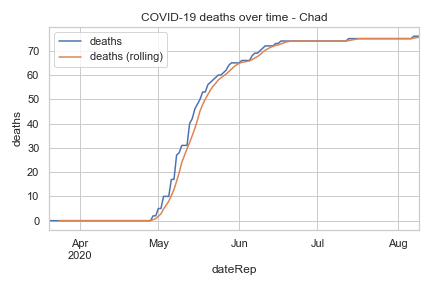 COVID-19 deaths over time - Chad
deaths
deaths (rolling)
70
60
50
40
30
20
10
0
deaths
Apr
2020
May
Jun
Jul
Aug
dateRep